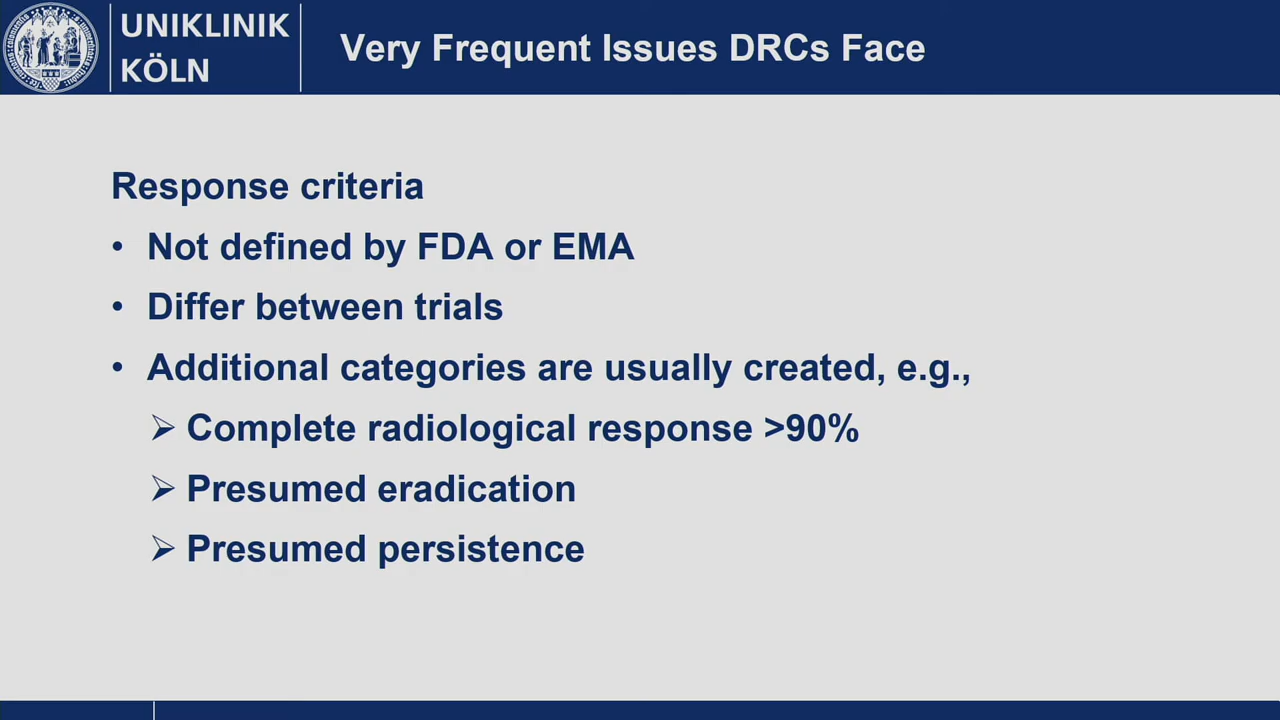 UNIKLINIK
KÖLN
Very Frequent Issues DRCs Face
Response criteria
• Not defined by FDA or EMA
• Differ between trials
• Additional categories are usually created, e.g.,
➢ Complete radiological response >90%
➢ Presumed eradication
➢ Presumed persistence